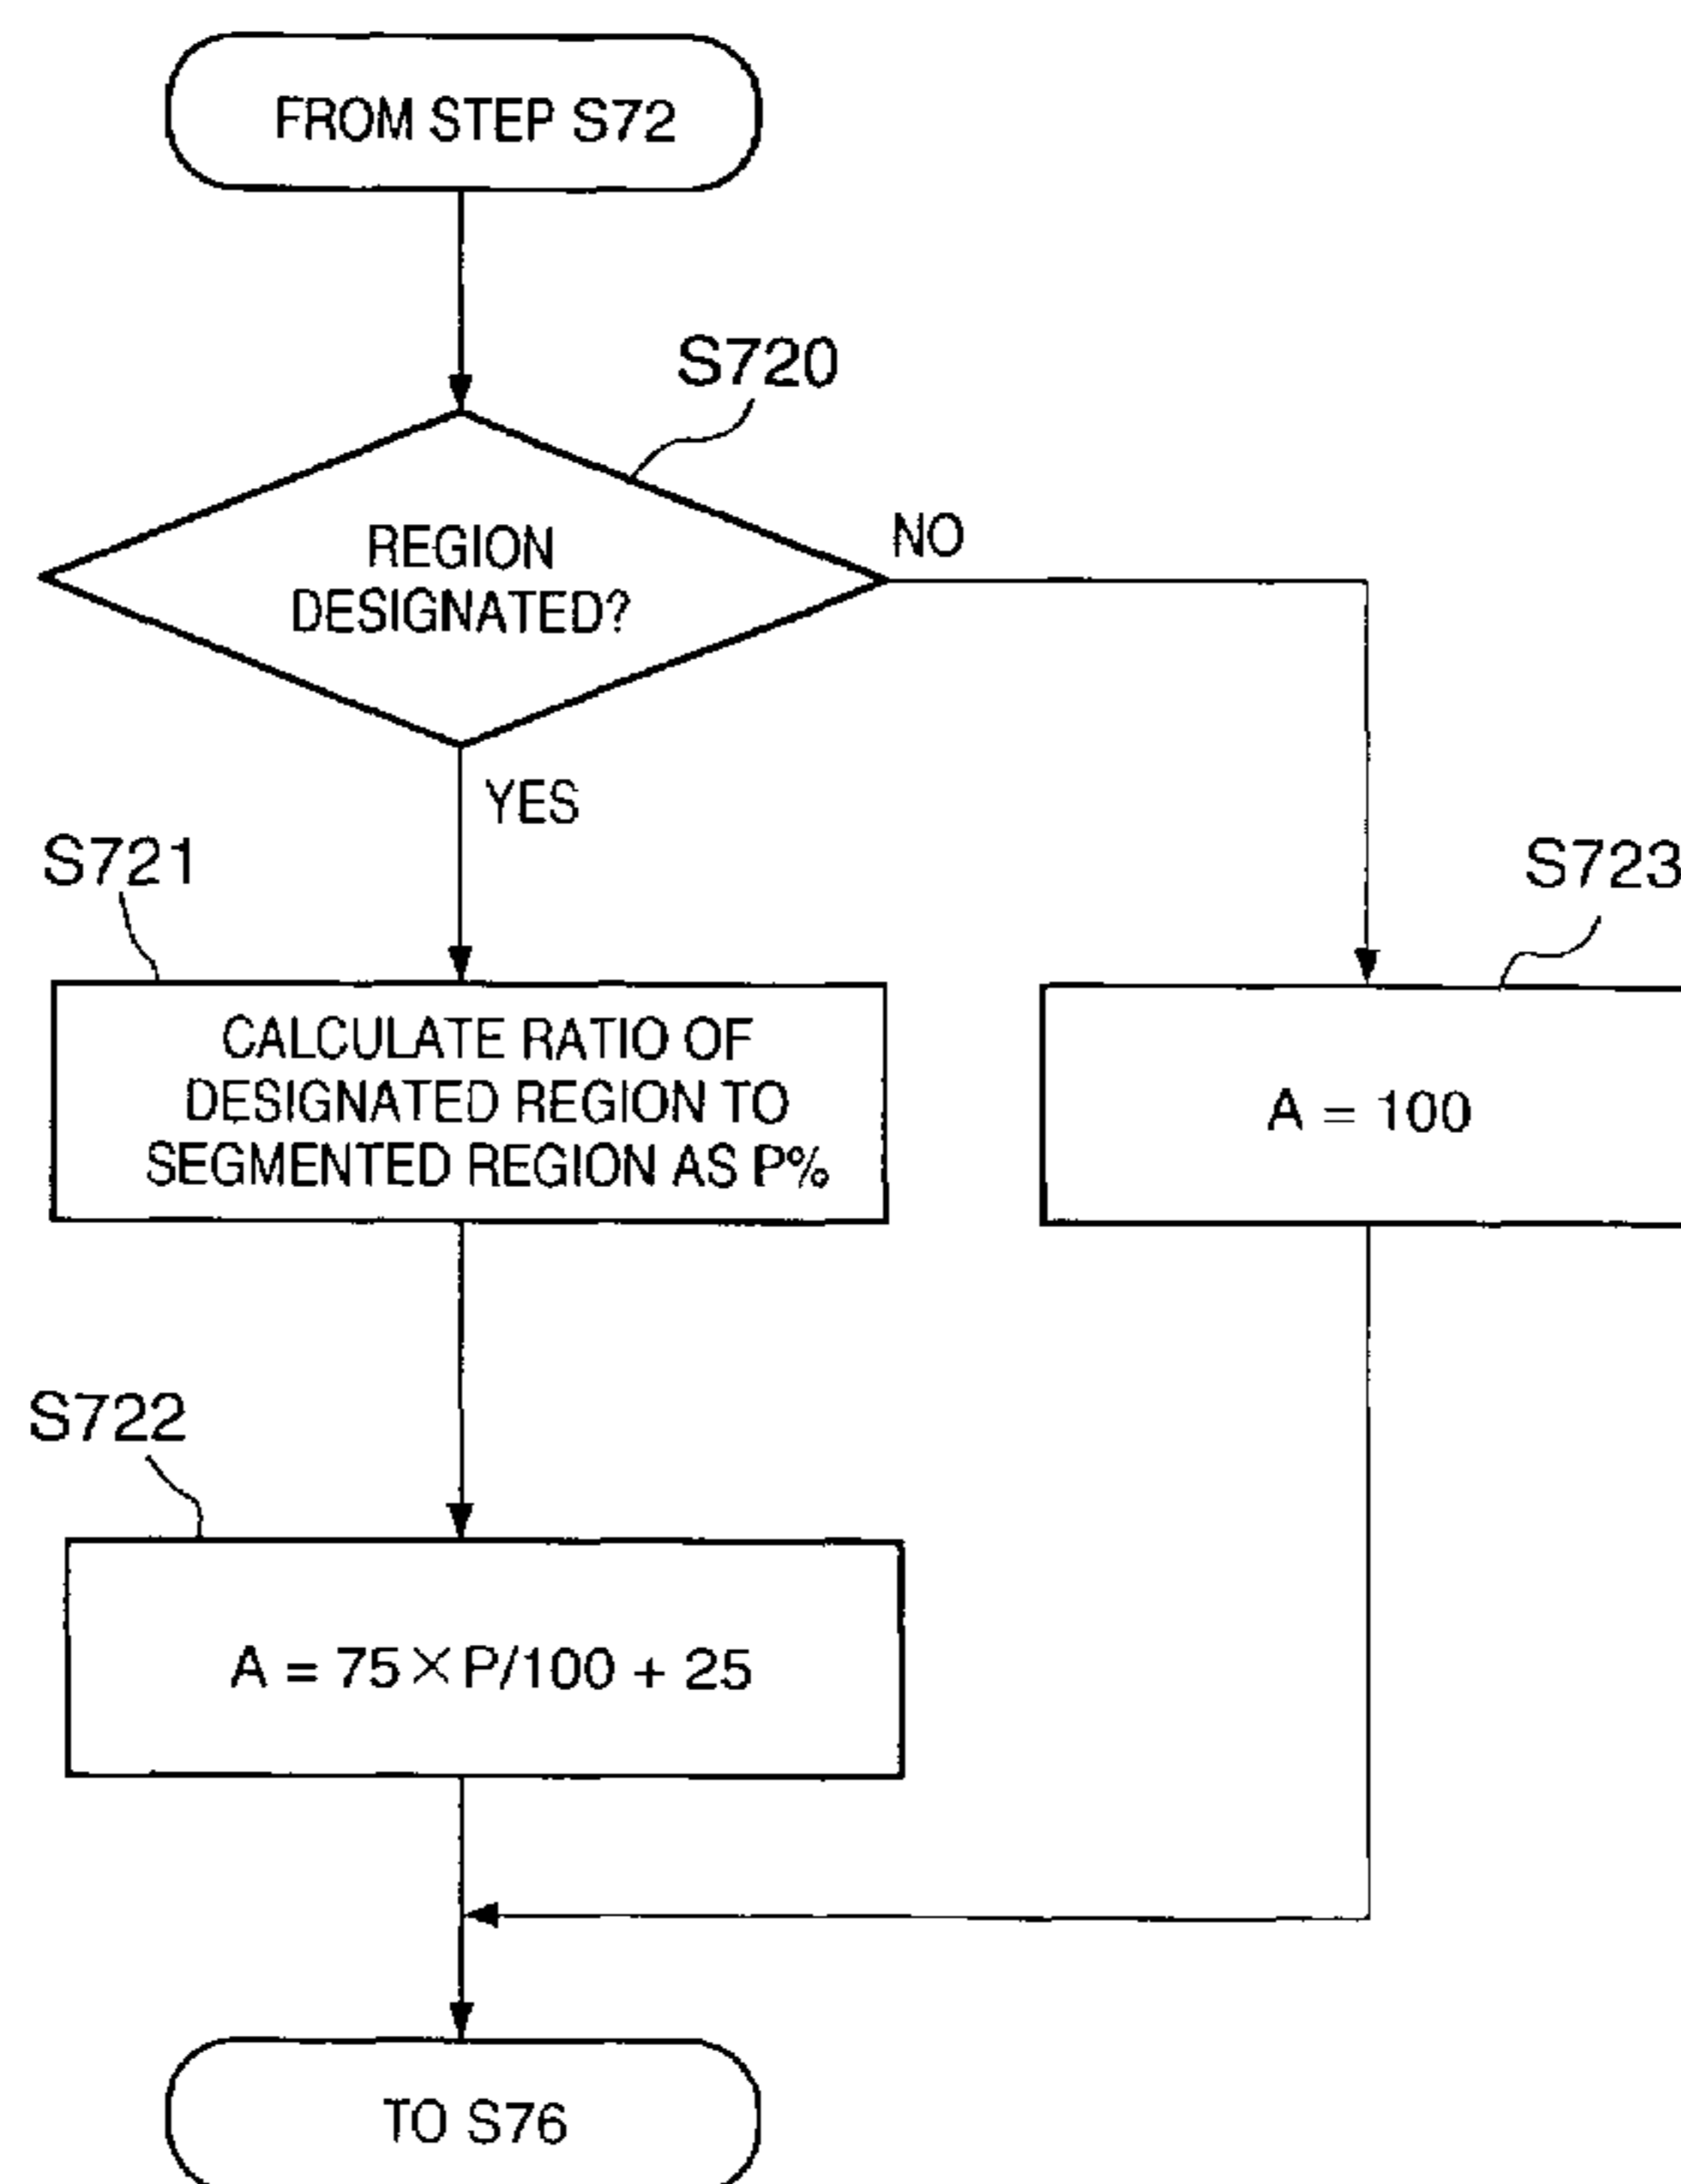 FROM STEP S72
S720
REGION
DESIGNATED?
NO
YES
S721
S723
CALCULATE RATIO OF
DESIGNATED REGION TO
SEGMENTED REGION AS P%
A = 100
S722
A = 75×P/100 + 25
TO S76